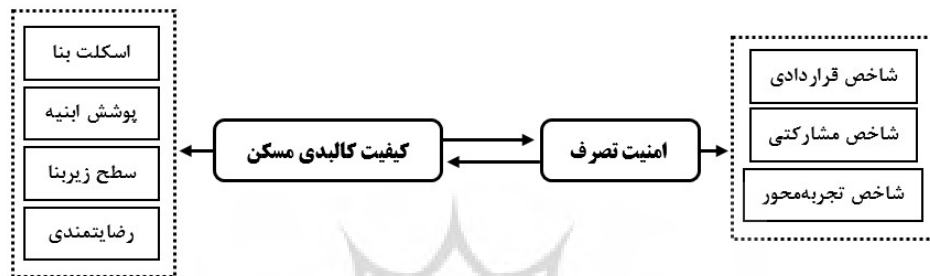 شاخص قراردادی
شاخص مشارکتی
شاخص تجربه‌محور
امنیت تصرف
کیفیت کالبدی مسکن
اسکلت بنا
پوشش ابنیه
سطح زیربنا
رضایتمندی